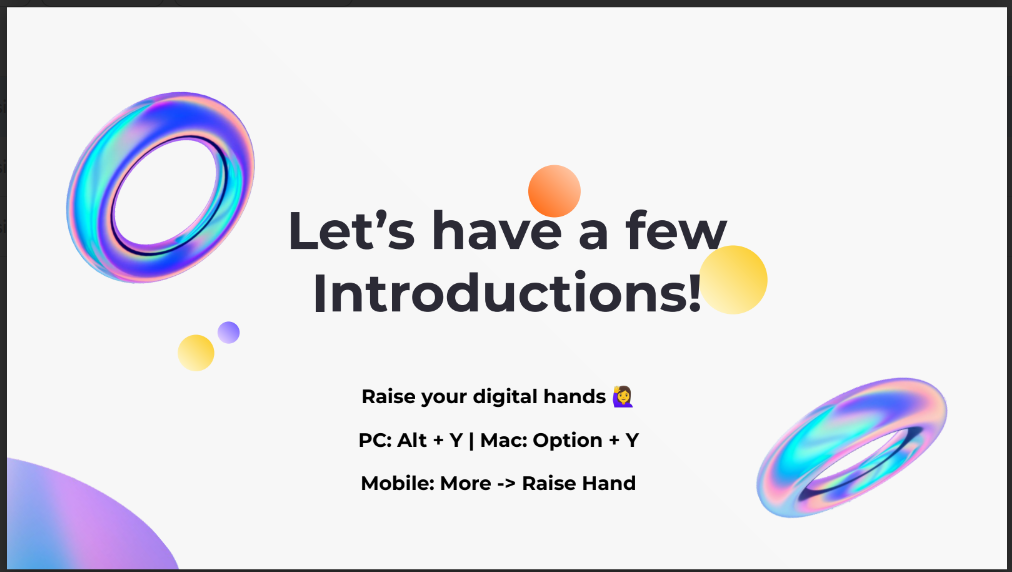 Let’s have a few
Introductions!
Raise your digital hands 🙋‍♀️
PC: Alt + Y | Mac: Option + Y
Mobile: More -> Raise Hand